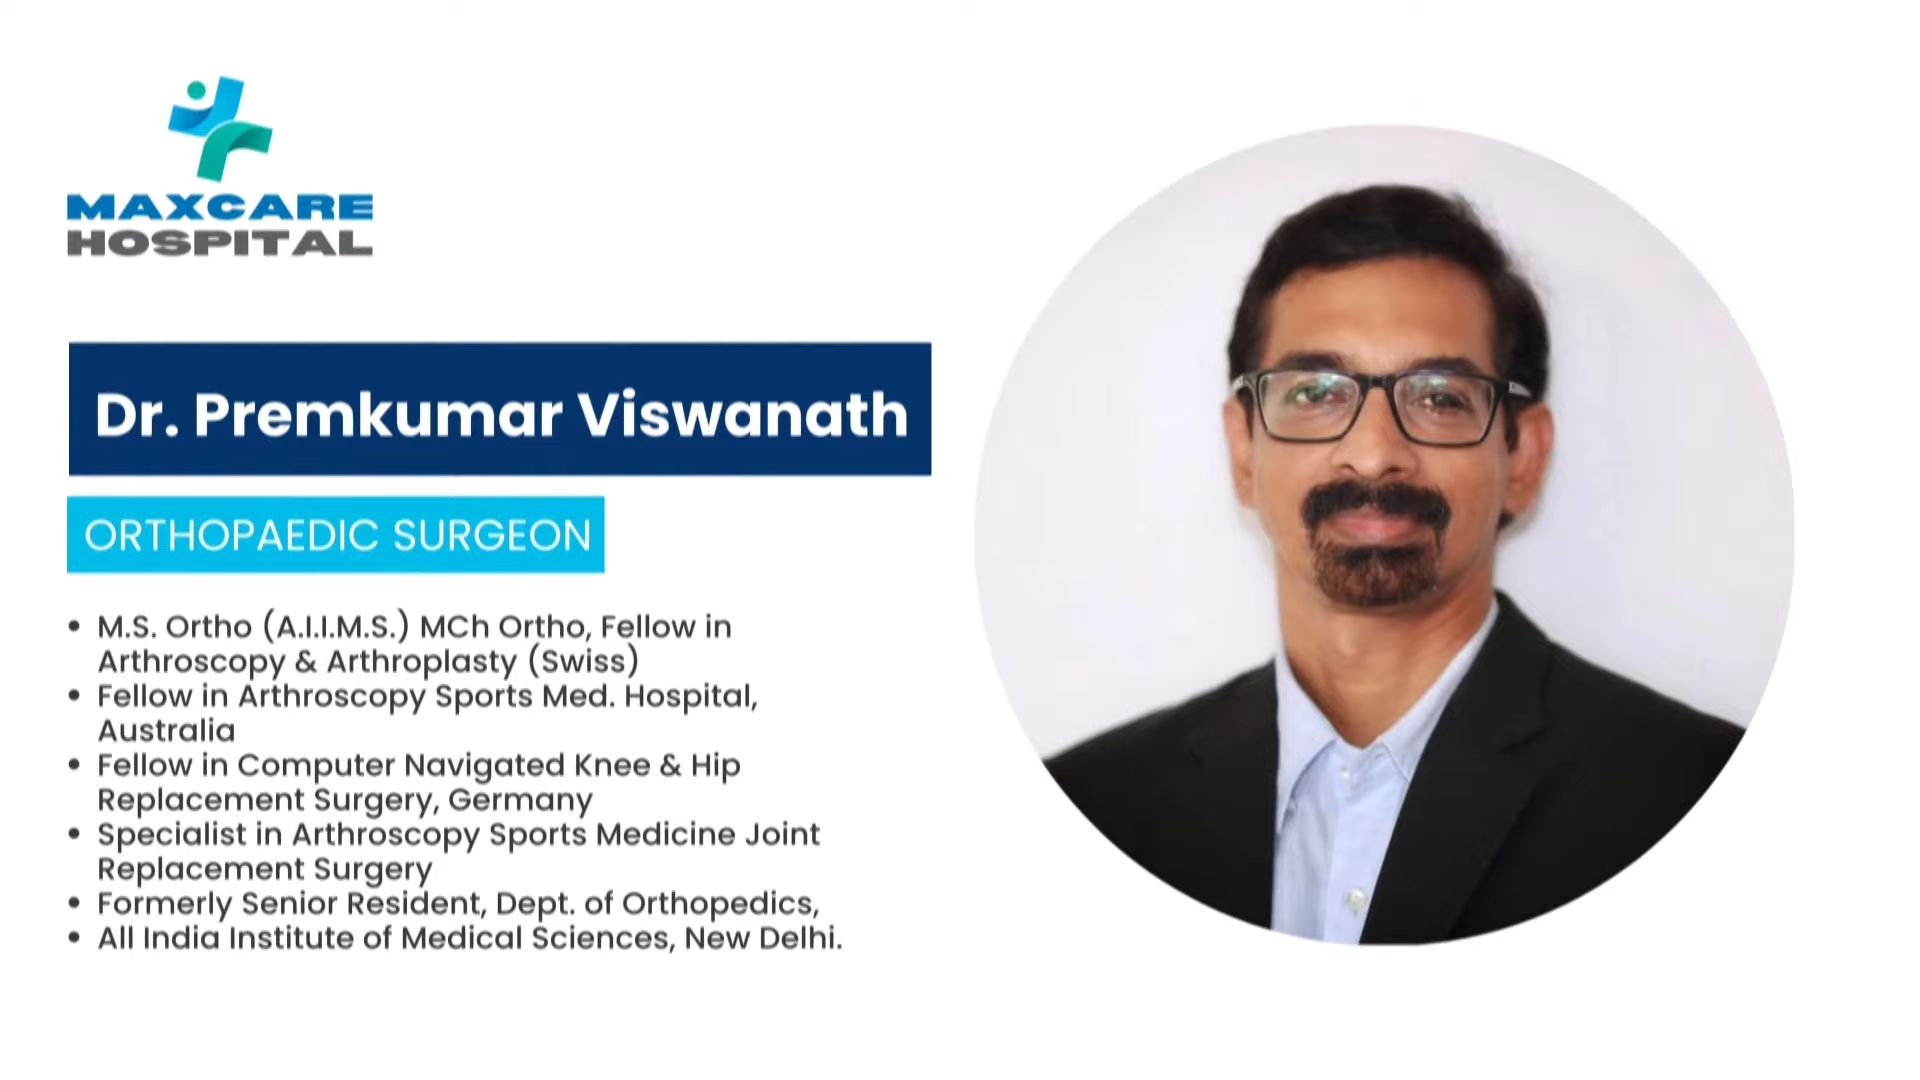 MAXCARE
HOSPITAL
Dr. Premkumar Viswanath
ORTHOPAEDIC SURGEON
• M.S. Ortho (A.I.I.M.S.) MCh Ortho, Fellow in
Arthroscopy & Arthroplasty (Swiss)
• Fellow in Arthroscopy Sports Med. Hospital,
Australia
• Fellow in Computer Navigated Knee & Hip
Replacement Surgery, Germany
• Specialist in Arthroscopy Sports Medicine Joint
Replacement Surgery
• Formerly Senior Resident, Dept. of Orthopedics,
• All India Institute of Medical Sciences, New Delhi.